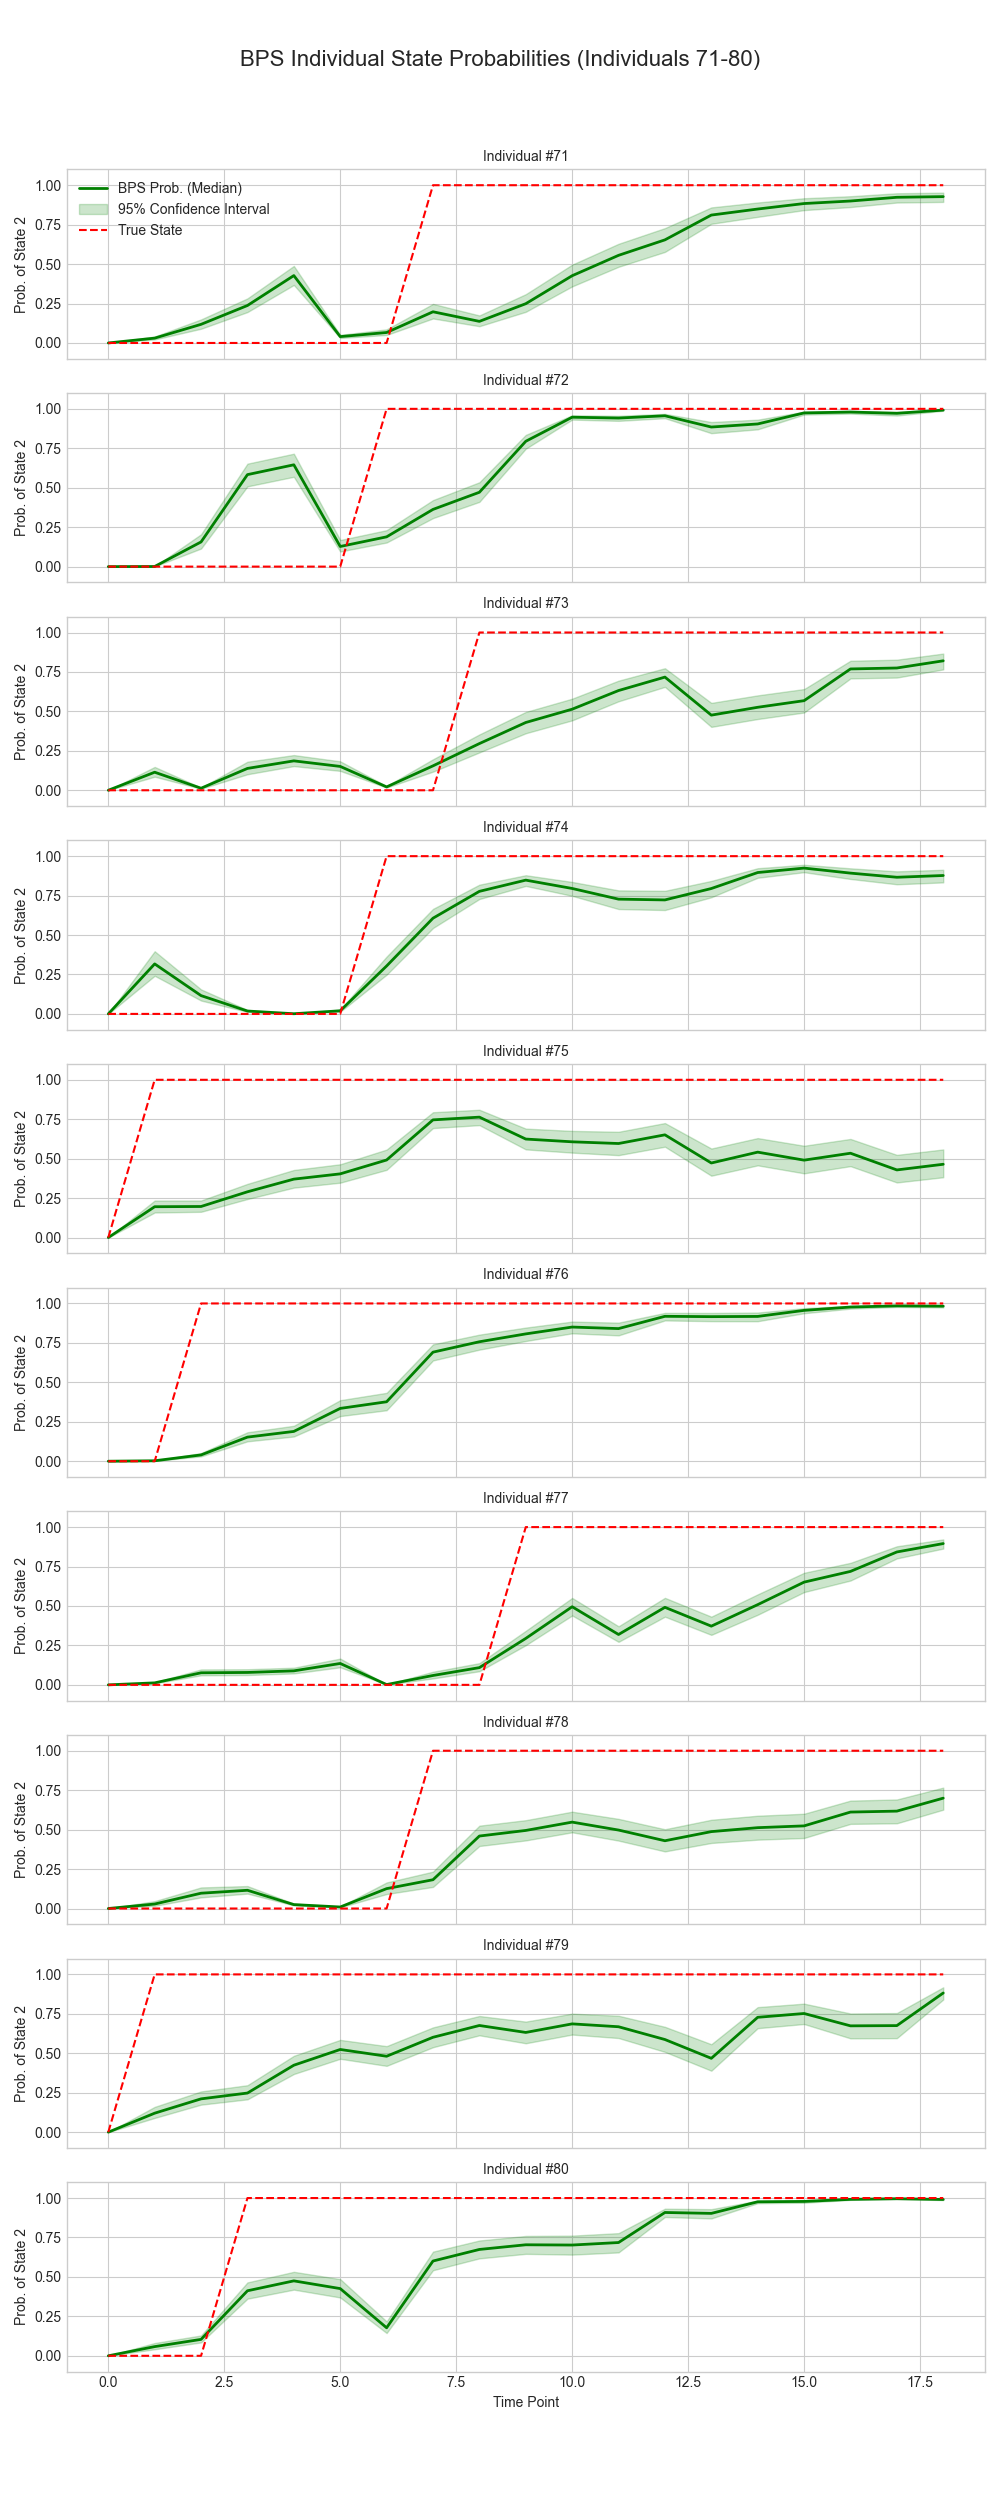 BPS Individual State Probabilities (Individuals 71-80)
Individual #71
BPS Prob. (Median)
95% Confidence Interval
True State
Prob. of State 2
1.00
0.75
0.50
0.25
0.00
Individual #72
Prob. of State 2
1.00
0.75
0.50
0.25
0.00
Individual #73
Prob. of State 2
1.00
0.75
0.50
0.25
0.00
Individual #74
Prob. of State 2
1.00
0.75
0.50
0.25
0.00
Individual #75
Prob. of State 2
1.00
0.75
0.50
0.25
0.00
Individual #76
Prob. of State 2
1.00
0.75
0.50
0.25
0.00
Individual #77
Prob. of State 2
1.00
0.75
0.50
0.25
0.00
Individual #78
Prob. of State 2
1.00
0.75
0.50
0.25
0.00
Individual #79
Prob. of State 2
1.00
0.75
0.50
0.25
0.00
Individual #80
Prob. of State 2
1.00
0.75
0.50
0.25
0.00
0.0 2.5 5.0 7.5 10.0 12.5 15.0 17.5
Time Point